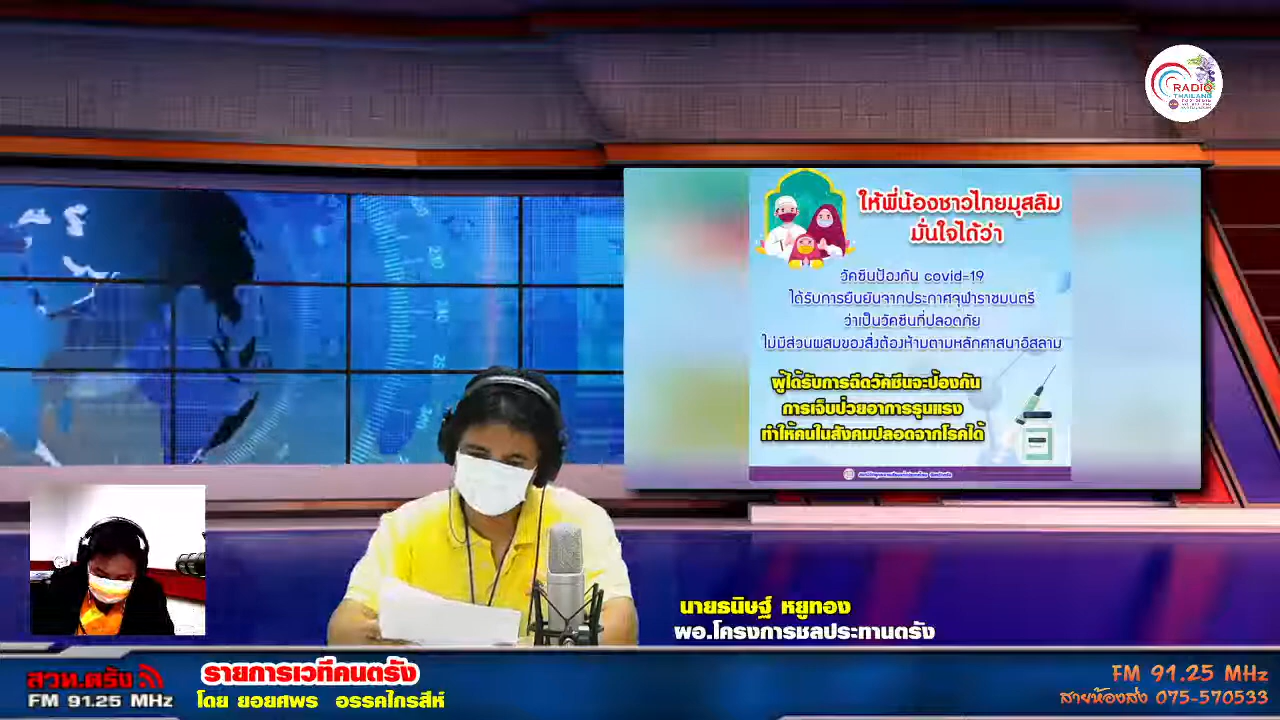 RADIO
THAILAND
ให้พี่น้องชาวไทยมุสลิม
มั่นใจได้ว่า
วัคซีนป้องกัน covid-19
ได้รับการยืนยันจากประกาศจุฬาราชมนตรี
ว่าเป็นวัคซีนที่ปลอดภัย
ไม่มีส่วนผสมของสิ่งต้องห้ามตามหลักศาสนาอิสลาม
ผู้ได้รับการฉีดวัคซีนจะป้องกัน
การเจ็บป่วยอาการรุนแรง
ทำให้คนในสังคมปลอดจากโรคได้
นายธนิษฐ์ หยูทอง
ผอ.โครงการชลประทานตรัง
สวท.ตรัง
FM 91.25 MHz
รายการเวทีคนตรัง
โดย ยอยศพร อรรคไกรสีห์
FM 91.25 MHz
สายห้องส่ง 075-570533